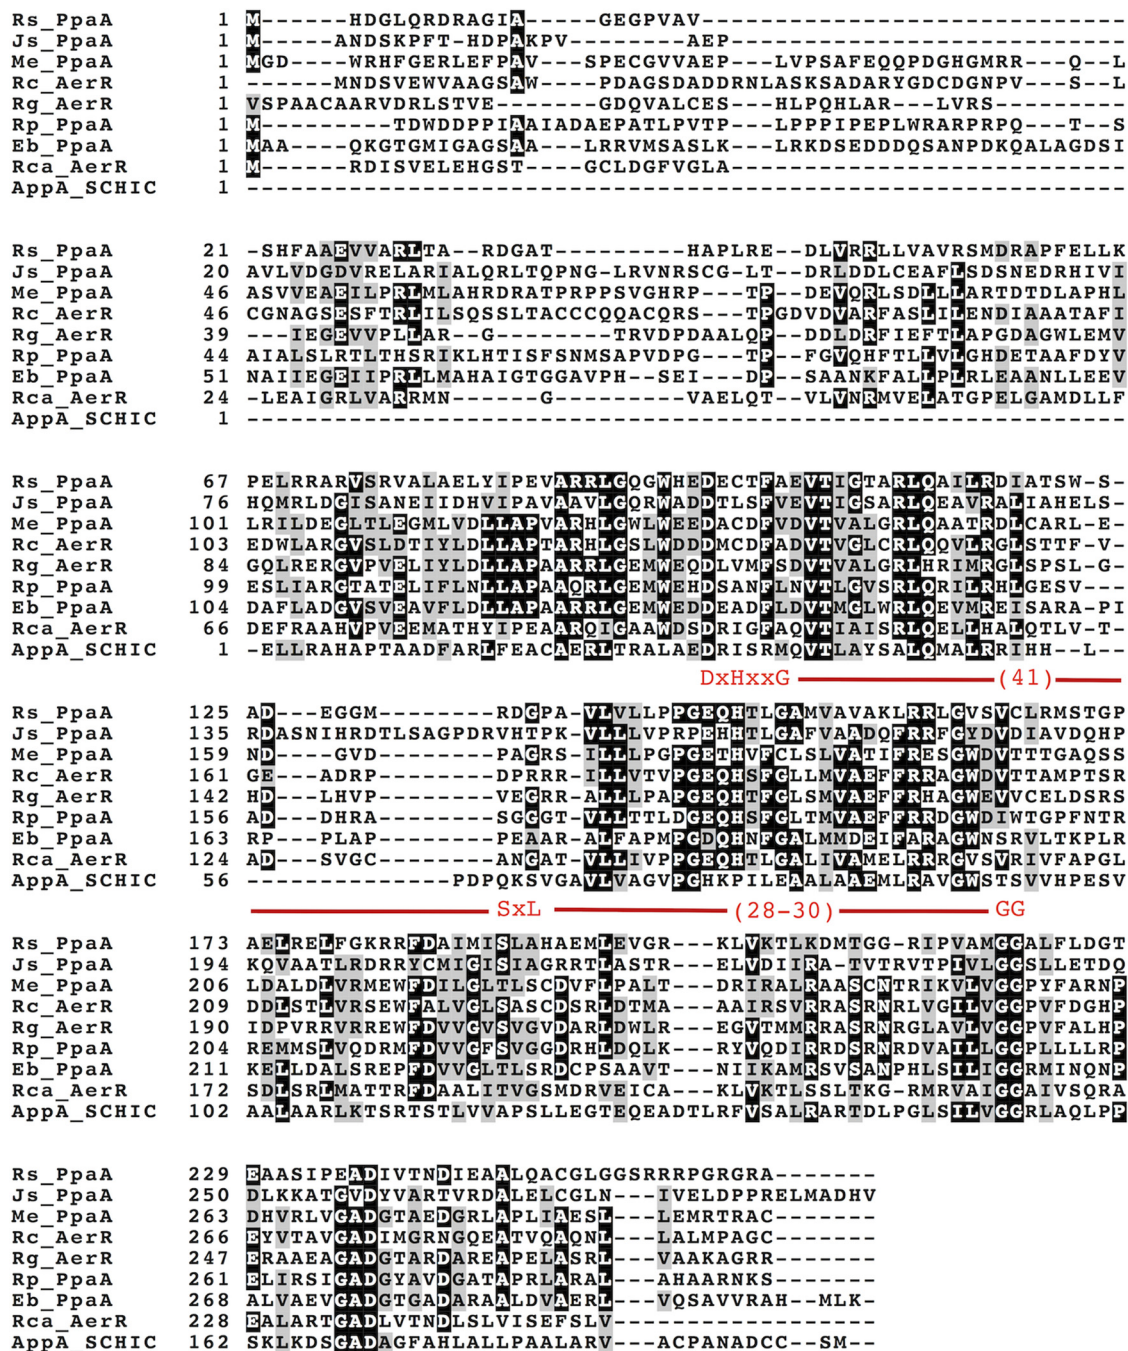 Rs_PpaA 1 M------HDGLQRDRAGIA-----GEGPVAV-----------------------------
Js_PpaA 1 M-----ANDSKPFT-HDPAKPV--------AEP---------------------------
Me_PpaA 1 MGD----WRHFGERLEFPAV----SPECGVVAEP---LVPSAFEQQPDGHGMRR---Q--L
Rc_AerR 1 M-----MNDSVEWVAAGSAW----PDAGSDADDRNLASKSADARYGDCDGNPV---S--L
Rg_AerR 1 VSPAACAARVDRLSTVE-------GDQVALCES---HLPQHLAR---LVRS---------
Rp_PpaA 1 M---------TDWDDPPIAAIADAEPATLPVTP---LPPPIPEPLWRARPRPQ---T--S
Eb_PpaA 1 MAA----QKGTGMIGAGSAA---LRRVMSASLK---LRKDSEDDDQSANPDKQALAGDSI
Rca_AerR 1 M------RDISVELEHGST----GCLDGFVGLA---------------------------
AppA_SCHIC 1 ------------------------------------------------------------
Rs_PpaA 21 -SHFAAEVVARLTA--RDGAT---------HAPLRE--DLVRRLLVAVRSMDRAPFELLK
Js_PpaA 20 AVLVDGDVRELARIALQRLTQPNG-LRVNRSCG-LT--DRLDDLCEAFLSDSNEDRHIVI
Me_PpaA 46 ASVVEAEILPRLMLAHRDRATPRPPSVGHRP---TP--DEVQRLSDLLLARTDTDLAPHL
Rc_AerR 46 CGNAGSESFTRLILSQSSSLTACCCQQACQRS--TPGDVDVARFASLILENDIAAATAFI
Rg_AerR 39 ---IEGEVVPLLAR--G--------TRVDPDAALQP--DDLDRFIEFTLAPGDAGWLEMV
Rp_PpaA 44 AIALSLRTLTHSRIKLHTISFSNMSAPVDPG---TP--FGVQHFTLLVLGHDETAAFDYV
Eb_PpaA 51 NAIIEGEIIPRLLMAHAIGTGGAVPH--SEI---DP--SAANKFALLPLRLEAANLLEEV
Rca_AerR 24 -LEAIGRLVARRMN------G---------VAELQT--VLVNRMVELATGPELGAMDLLF
AppA_SCHIC 1 ------------------------------------------------------------
Rs_PpaA 67 PELRRARVSRVALAELYIPEVARRLGQGWHEDECTFAEVTIGTARLQAILRDIATSW-S-
Js_PpaA 76 HQMRLDGISANEIIDHVIPAVAAVLGQRWADDTLSFAEVTIGSARLQEAVRALIAHELS-
Me_PpaA 101 LRILDEGLTLEGMLVDLLAPVARHLGWLWEEDACDFVDVTVALGRLQAATRDLCARL-E-
Rc_AerR 103 EDWLARGVSLDTIYLDLLAPTARHLGSLWDDDMCDFADVTVGLCRLQQVLRGLSTTF-V-
Rg_AerR 84 GQLRERGVPVELIYLDLLAPAARRLGEMWEQDLVMFSDVTVALGRLHRIMRGLSPSL-G-
Rp_PpaA 99 ESLLARGTATELIFLNLLAPAAQRLGEMWEHDSANFLNVTLGVSRLQRILRHLGESV---
Eb_PpaA 104 DAFLADGVSVEAVFLDLLAPAARRLGEMWEDDEADFLDVTMGLWRLQEVMREISARA-PI
Rca_AerR 66 DEFRAAHVPVEEMATHYIPEAARQIGAAWDSDRIGFAQVTIAISRLQELLHALQTLV-T-
AppA_SCHIC 1 -ELLRAHAPTAADFARLFEACAERLTRALAEDRISRMQVTLAYSALQMALRRIHH--L--
DxHxxG (41)
Rs_PpaA 125 AD---EGGM--------RDGPA-VLVLLPPGEQHTLGAMVAVAKLRRLGVSVCLRMSTGP
Js_PpaA 135 RDASNIHRDTLSAGPDRVHTPK-VLLLVPRPEHHTLGAFVAADQFRRFGYDVDIAVDQHP
Me_PpaA 159 ND---GVD---------PAGRS-ILLLPGPGETHVFCLSLVATIFRESGWDVTTTGAQSS
Rc_AerR 161 GE---ADRP--------DPRRR-ILLVTVPGEQHSFGLLMVAEFFRRAGWDVTTAMPTSR
Rg_AerR 142 HD---LHVP--------VEGRR-ALLLPAPGEQHTFGLSMVAEFFRHAGWEVVCELDSRS
Rp_PpaA 156 AD---DHRA--------SGGGT-VLLTTLDGEQHSFGLTMVAEFFRRDGWDIWTGPFNTR
Eb_PpaA 163 RP---PLAP--------PEAAR-ALFAPMPGDQHNFGALMMDEIFARAGWNSRVLTKPLR
Rca_AerR 124 AD---SVGC--------ANGAT-VLLIVPPGEQHTLGALIVAMELRRRGVSVRIVFAPGL
AppA_SCHIC 56 --------------PDPQKSVGAVLVAGVPGHKPILEAALAAEMLRAVGWSTSVVHPESV
SxL (28-30) GG
Rs_PpaA 173 AELRELFGKRRFDAIMISLAHAEMLEVGR---KLVKTLKDMTGG-RIPVAMGGALFLDGT
Js_PpaA 194 KQVAATLRDRRYCMIGISIAGRRTLASTR---ELVDIIRA-TVTRVTPIVLGGSLLETDQ
Me_PpaA 206 LDALDLVRMEWFDILGLTLSCDVFLPALT---DRIRALRAASCNTRIKVLVGGPYFARNP
Rc_AerR 209 DDLSTLVRSEWFALVGLSASCDSRLDTMA---AAIRSIRRASRNRLVGILVGGPVFDGHP
Rg_AerR 190 IDPVRRVRREWFDVVGVSVGVDARLDWLR---EGVTMMRRASRNRGLAVLVGGPVFALHP
Rp_PpaA 204 REMMSLVQDRMFDVVGFSVGGDRHLDQLK---RYVQDIRRDSRNRDVAILLGGPILLLRP
Eb_PpaA 211 KELLDALSREPFDVVGLTLSRDCPSAAVT---NIIKAMRSVSANPHLSILIGGRMINQNP
Rca_AerR 172 SDLSRLMATTRFDAALITVGSMDRVEICA---KLVKTLSSLTKG-RMRVAIGGAIVSQRA
AppA_SCHIC 102 AALAARLKTSRTSTLVVAPSLLEGTEQEADTLRFVSALRARTDLPGLSILVGGRLAQLPP
Rs_PpaA 229 EAASIPEADIVTNDIEAALQACGLGGSRRRPGRGRA-------
Js_PpaA 250 DLKKATGVDYVARTVRDALELCGLN---IVELDPPRELMADHV
Me_PpaA 263 DHVRLVGADGTAEDGRLAPLIAESL---LEMRTRAC-------
Rc_AerR 266 EYVTAVGADIMGRNGQEATVQAQNL---LALMPAGC-------
Rg_AerR 247 ERAAEAGADGTARDAREAPELASRL---VAAKAGRR-------
Rp_PpaA 261 ELIRSIGADGYAVDGATAPRLARAL---AHAARNKS-------
Eb_PpaA 268 ALVAEVGADGTGADARAALDVAERL---VQSAVVRAH--MLK-
Rca_AerR 228 EALARTGADLVTNDLSLVISEFSLV------------------
AppA_SCHIC 162 SKLKDSGADAGFAHLALLPAALARV---ACPANADCC--SM--